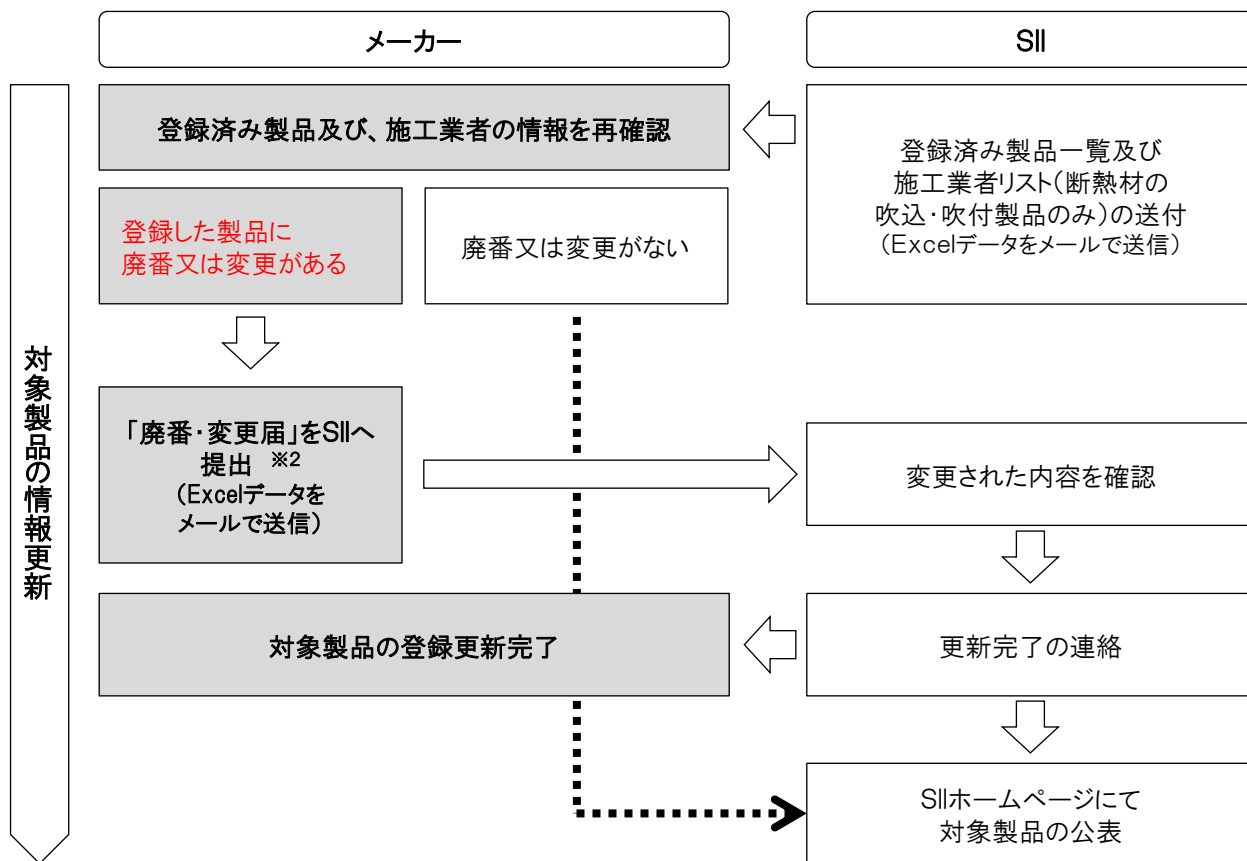 メーカー
SII
対象製品の情報更新
登録済み製品及び、施工業者の情報を再確認
登録済み製品一覧及び
施工業者リスト(断熱材の
吹込・吹付製品のみ)の送付
(Excelデータをメールで送信)
登録した製品に
廃番又は変更がある
廃番又は変更がない
「廃番・変更届」をSIIへ
提出 ※2
(Excelデータを
メールで送信)
変更された内容を確認
対象製品の登録更新完了
更新完了の連絡
SIIホームページにて
対象製品の公表